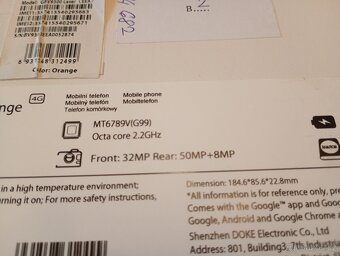 Color: Orange
2
B.....
nge 4G
Mobilní telefon
Mobilný telefón
Telefon komórkowy
Mobile phone
Mobiltelefon
MT6789V(G99)
Octa core 2.2GHz
Front: 32MP Rear: 50MP+8MP
in a high temperature environment;
urning it on; For more safety instructions,
Dimension: 184.6*85.6*22.8mm
*All information is for reference only,
Comes with the Google™ app and
Google, Android and Google Chrome
Shenzhen DOKE Electronic Co., Ltd
Address: 801, Building3, 7th Industri